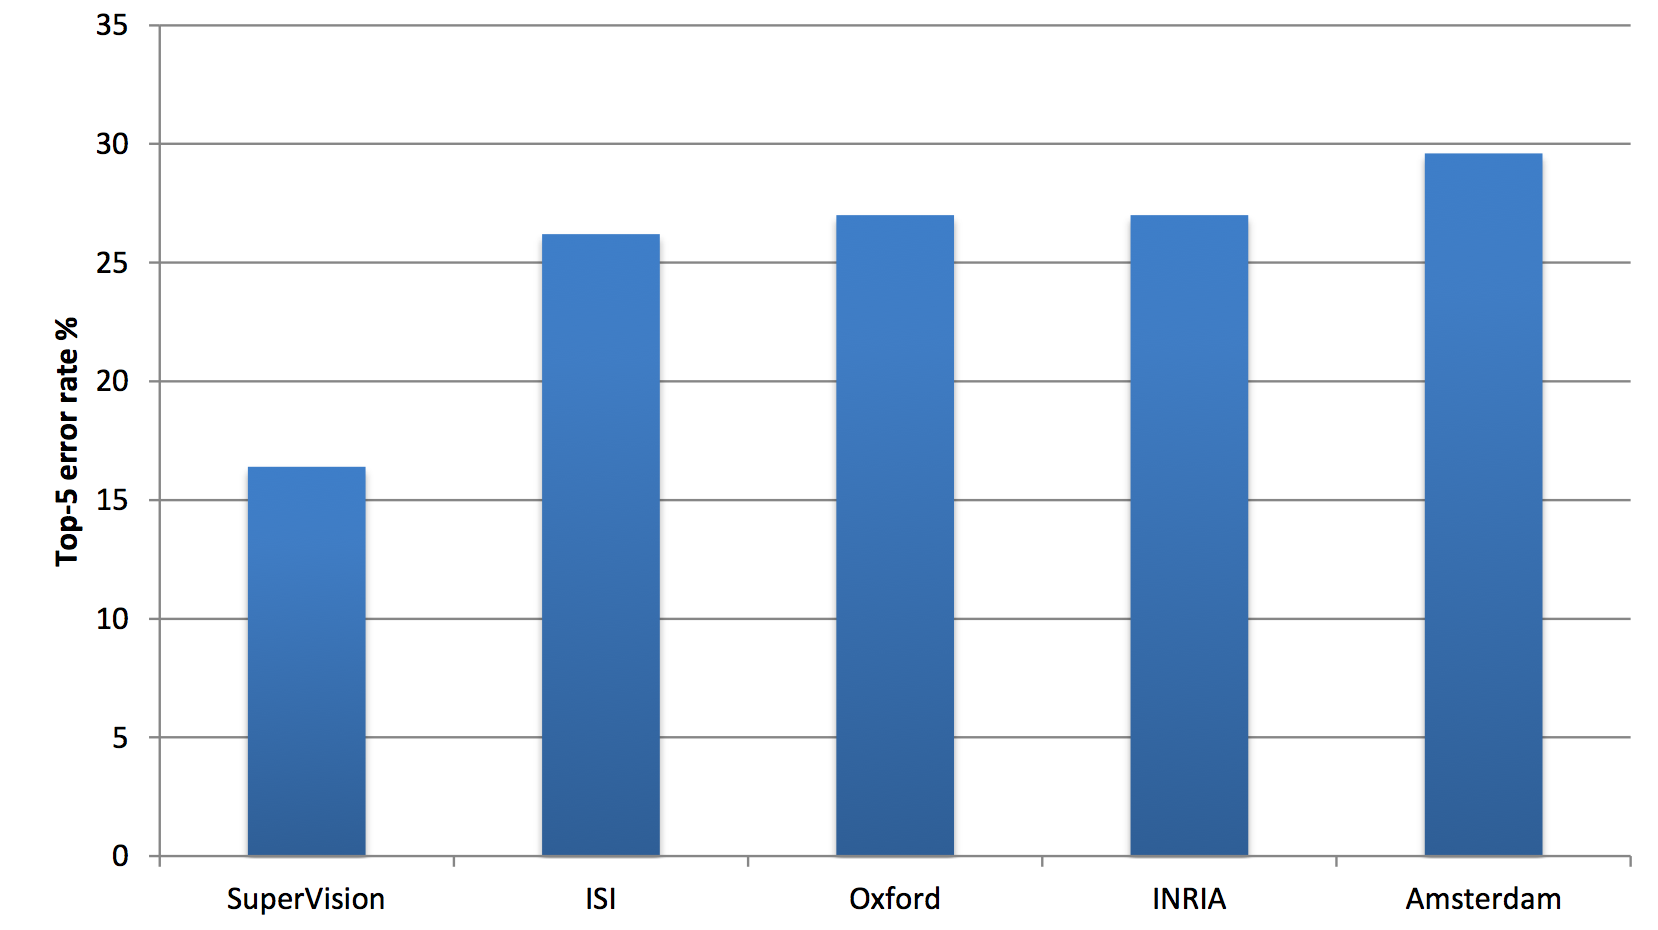 35
30
25
20
15
10
5
0
Top-5 error rate %
SuperVision
ISI
Oxford
INRIA
Amsterdam